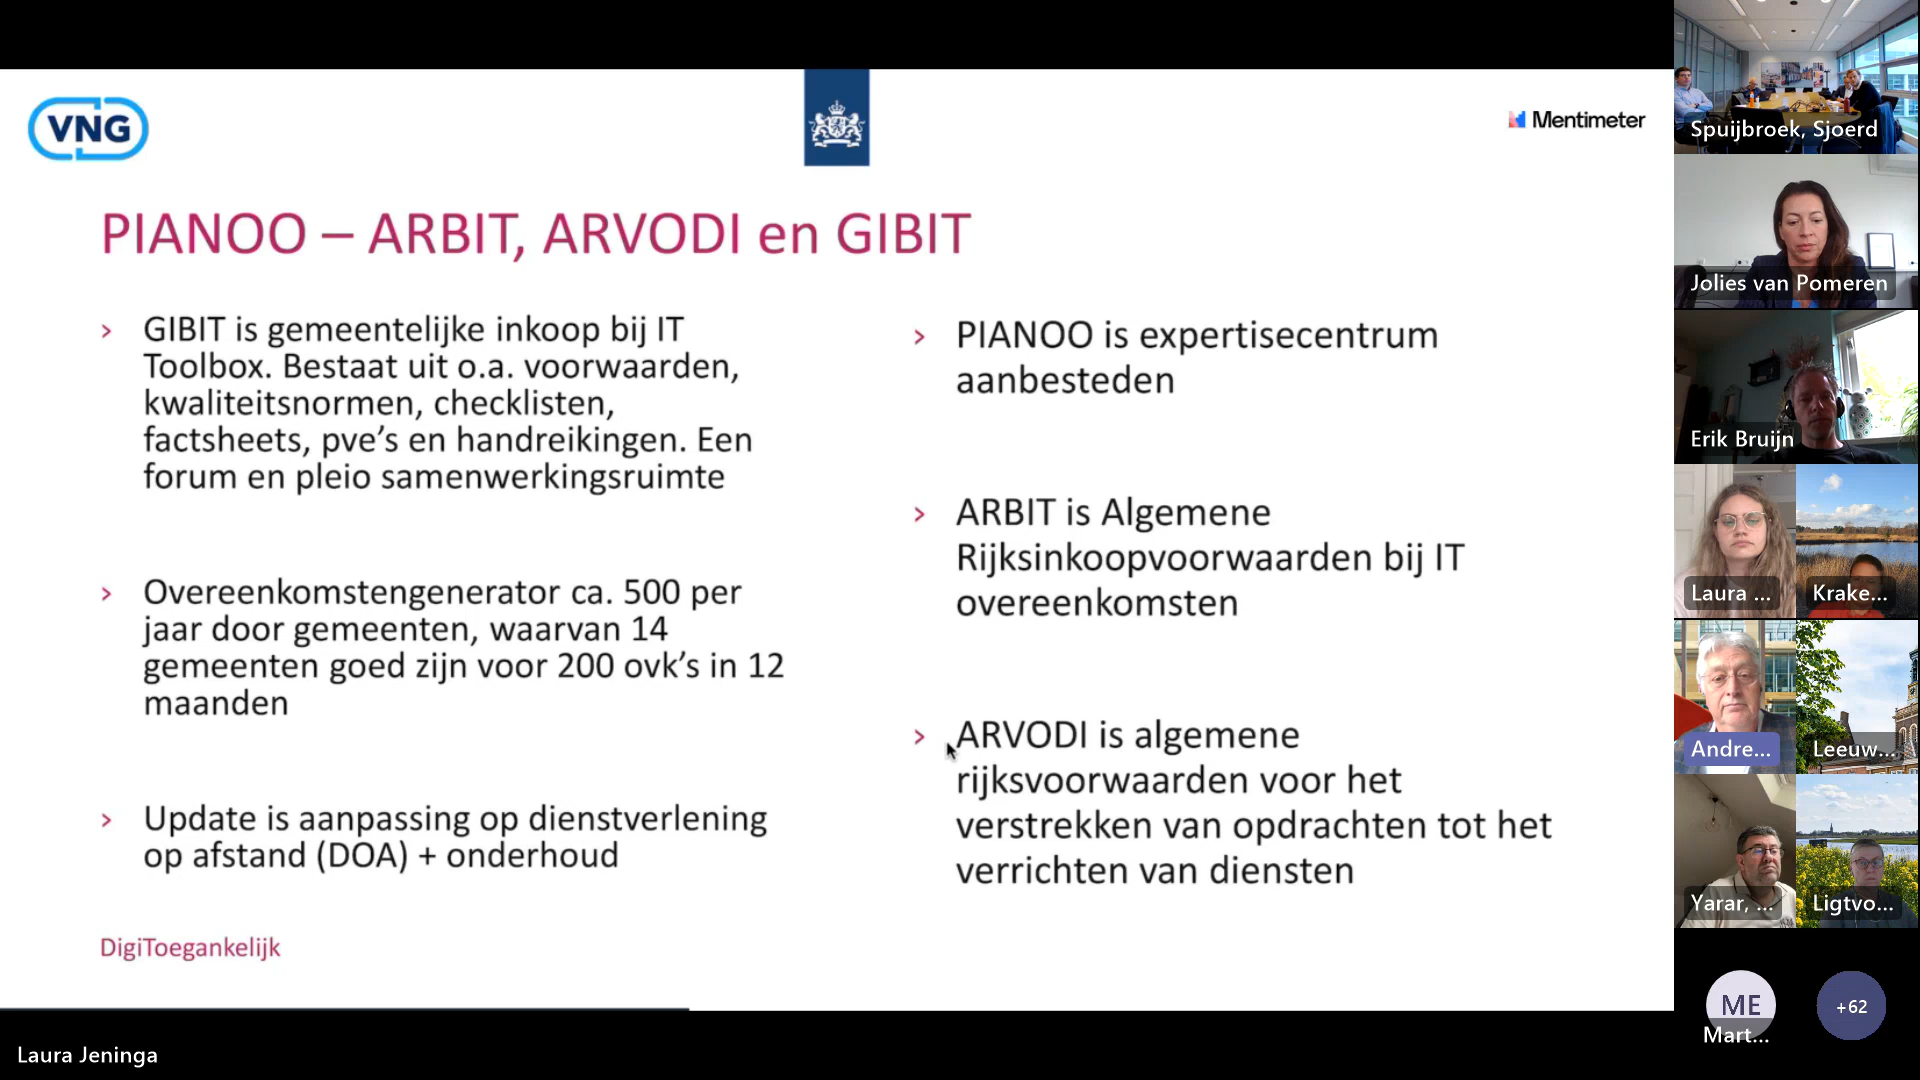 VNG
Mentimeter
PIANOO – ARBIT, ARVODI en GIBIT
› GIBIT is gemeentelijke inkoop bij IT
Toolbox. Bestaat uit o.a. voorwaarden,
kwaliteitsnormen, checklisten,
factsheets, pve’s en handreikingen. Een
forum en pleio samenwerkingsruimte
› Overeenkomstengenerator ca. 500 per
jaar door gemeenten, waarvan 14
gemeenten goed zijn voor 200 ovk’s in 12
maanden
› Update is aanpassing op dienstverlening
op afstand (DOA) + onderhoud
› PIANOO is expertisecentrum
aanbesteden
› ARBIT is Algemene
Rijksinkoopvoorwaarden bij IT
overeenkomsten
› ARVODI is algemene
rijksvoorwaarden voor het
verstrekken van opdrachten tot het
verrichten van diensten
DigiToegankelijk
Laura Jeninga
Spuijbroek, Sjoerd
Jolies van Pomeren
Erik Bruijn
Laura ...
Krake...
Andre...
Leeuw...
Yarar, ...
Ligtvo...
ME
Mart...
+62